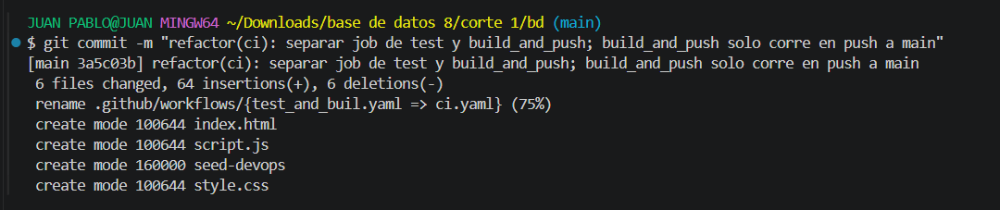 JUAN PABLO@JUAN MINGW64 ~/Downloads/base de datos 8/corte 1/bd (main)
$ git commit -m "refactor(ci): separar job de test y build_and_push; build_and_push solo corre en push a main"
[main 3a5c03b] refactor(ci): separar job de test y build_and_push; build_and_push solo corre en push a main
 6 files changed, 64 insertions(+), 6 deletions(-)
 rename .github/workflows/{test_and_buil.yaml => ci.yaml} (75%)
 create mode 100644 index.html
 create mode 100644 script.js
 create mode 160000 seed-devops
 create mode 100644 style.css